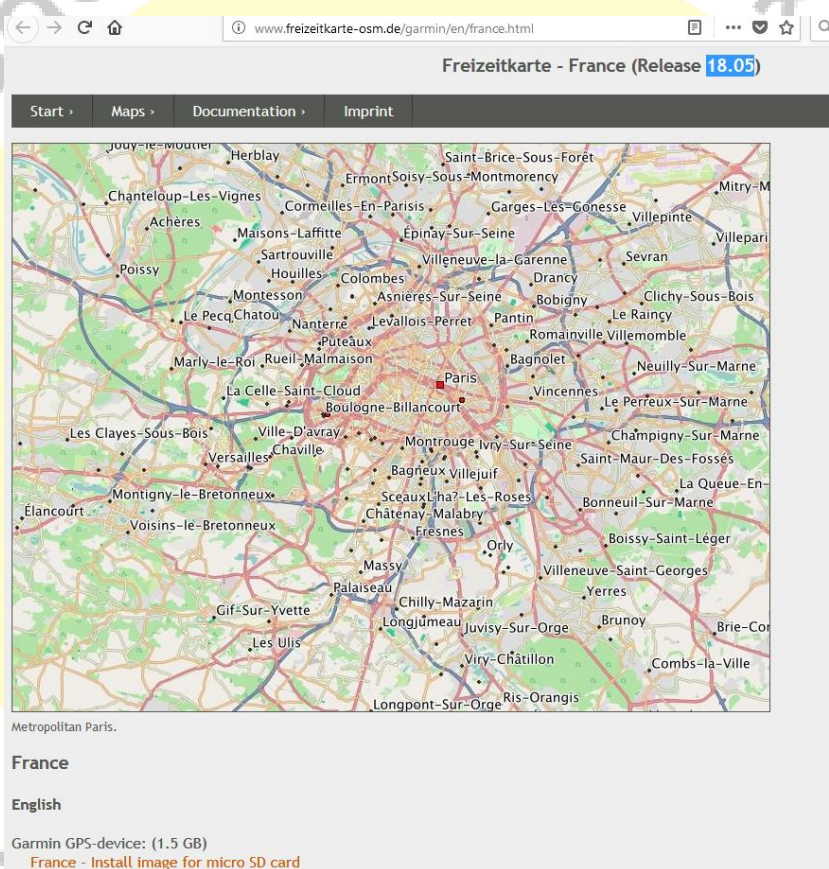 www.freizeitkarte-osm.de/garmin/en/france.html
Freizeitkarte - France (Release 18.05)
Start › Maps › Documentation › Imprint
Jouy-le-Moutier
Herblay
Saint-Brice-Sous-Forêt
Ermont Soisy-Sous-Montmorency
Mitry-M
Chanteloup-Les-Vignes
Cormeilles-En-Parisis
Garges-Lès-Gonesse
Villepinte
Achères
Maisons-Laffitte
Épinay-Sur-Seine
Villepari
Sartrouville
Villeneuve-la-Garenne
Sevran
Poissy
Houilles
Colombes
Drancy
Montesson
Asnières-Sur-Seine
Bobigny
Clichy-Sous-Bois
Le Pecq Chatou
Nanterre
Levallois-Perret
Pantin
Le Raincy
Puteaux
Romainville Villemomble
Marly-le-Roi
Rueil-Malmaison
Bagnolet
Neuilly-Sur-Marne
Paris
La Celle-Saint-Cloud
Vincennes
Le Perreux-Sur-Marne
Boulogne-Billancourt
Les Clayes-Sous-Bois
Ville-D'avray
Montrouge
Ivry-Sur-Seine
Champigny-Sur-Marne
Versailles
Chaville
Saint-Maur-Des-Fossés
Bagneux Villejuif
La Queue-En-
Montigny-le-Bretonneux
Sceaux L'ha?-Les-Roses
Bonneuil-Sur-Marne
Élancourt
Châtenay-Malabry
Voisins-le-Bretonneux
Fresnes
Boissy-Saint-Léger
Orly
Massy
Villeneuve-Saint-Georges
Palaiseau
Yerres
Gif-Sur-Yvette
Chilly-Mazarin
Longjumeau
Juvisy-Sur-Orge
Brunoy
Brie-Cor
Les Ulis
Viry-Châtillon
Combs-la-Ville
Longpont-Sur-Orge
Ris-Orangis
Metropolitan Paris.
France
English
Garmin GPS-device: (1.5 GB)
France - Install image for micro SD card